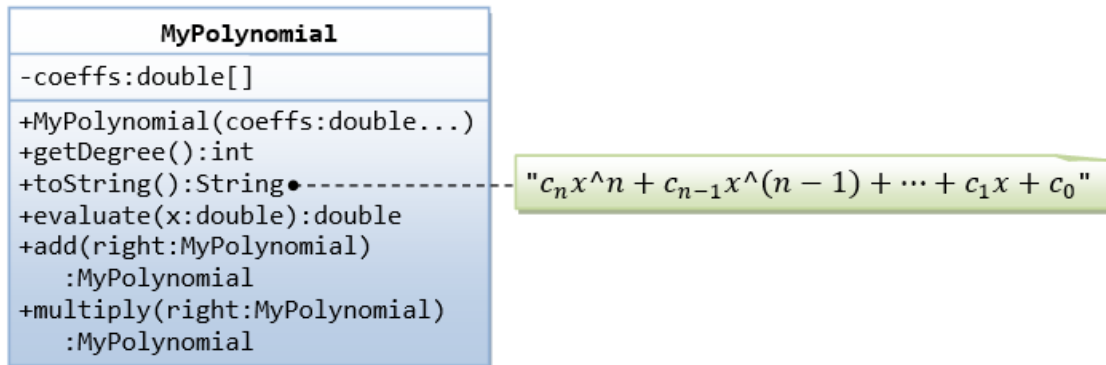 MyPolynomial
-coeffs:double[]
+MyPolynomial(coeffs:double...)
+getDegree():int
+toString():String
"cₙx^n + cₙ₋₁x^(n − 1) + ⋯ + c₁x + c₀"
+evaluate(x:double):double
+add(right:MyPolynomial)
:MyPolynomial
+multiply(right:MyPolynomial)
:MyPolynomial